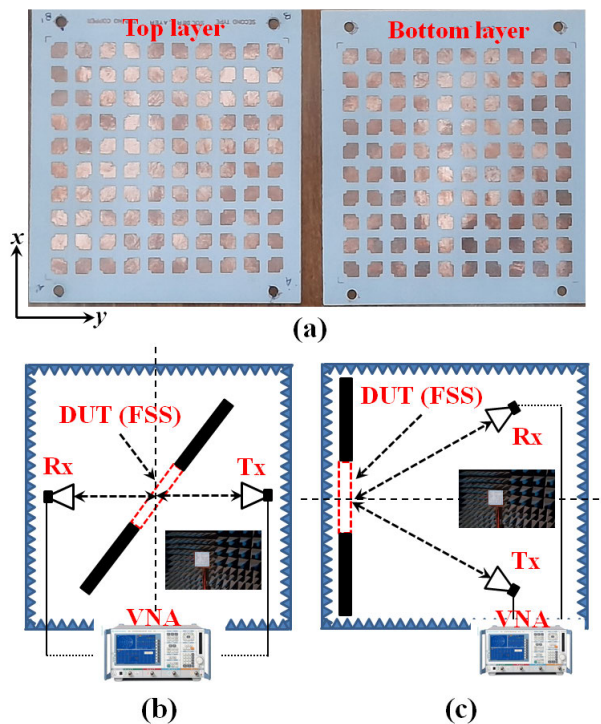 Top layer
Bottom layer
x
y
(a)
DUT (FSS)
Rx
Tx
VNA
(b)
DUT (FSS)
Rx
Tx
VNA
(c)